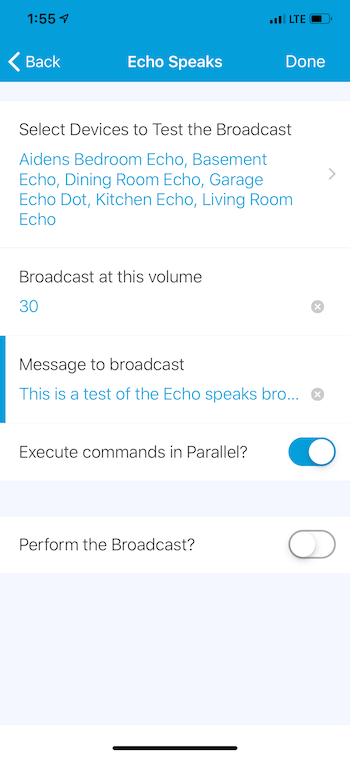 1:55 LTE
Back Echo Speaks Done
Select Devices to Test the Broadcast
Aidens Bedroom Echo, Basement
Echo, Dining Room Echo, Garage
Echo Dot, Kitchen Echo, Living Room
Echo
Broadcast at this volume
30
Message to broadcast
This is a test of the Echo speaks bro...
Execute commands in Parallel?
Perform the Broadcast?